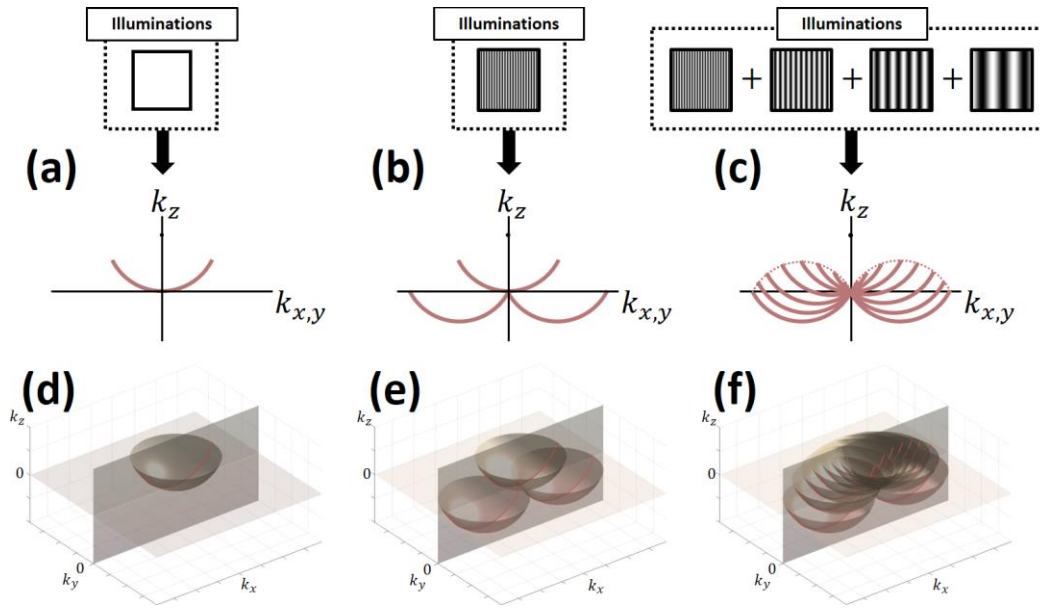 Illuminations
Illuminations
Illuminations
+ + +
(a)
(b)
(c)
k_z
k_z
k_z
k_{x,y}
k_{x,y}
k_{x,y}
(d)
(e)
(f)
k_z
0
0
k_y
k_x
k_z
0
0
k_y
k_x
k_z
0
0
k_y
k_x